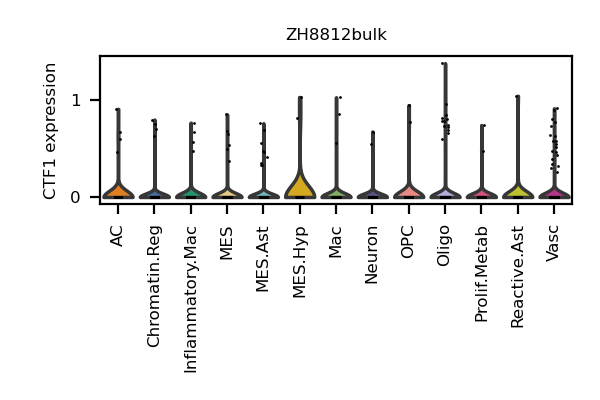 ZH8812bulk
CTF1 expression
1
0
AC
Chromatin.Reg
Inflammatory.Mac
MES
MES.Ast
MES.Hyp
Mac
Neuron
OPC
Oligo
Prolif.Metab
Reactive.Ast
Vasc